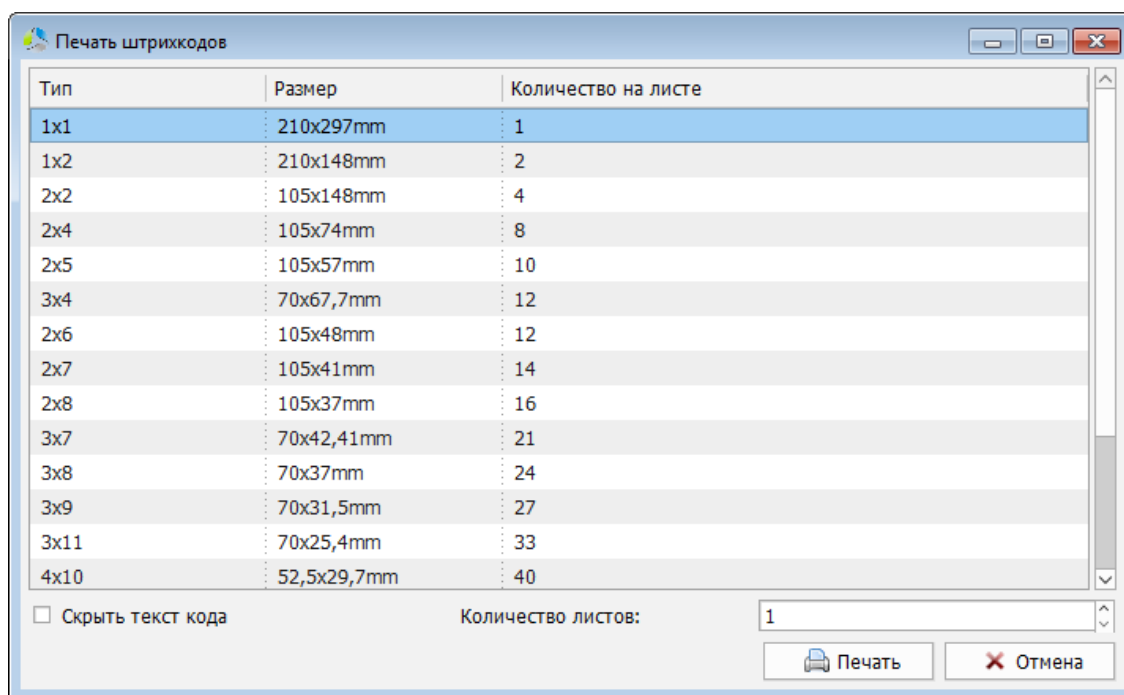 Печать штрихкодов
Тип Размер Количество на листе
1x1 210x297mm 1
1x2 210x148mm 2
2x2 105x148mm 4
2x4 105x74mm 8
2x5 105x57mm 10
3x4 70x67,7mm 12
2x6 105x48mm 12
2x7 105x41mm 14
2x8 105x37mm 16
3x7 70x42,41mm 21
3x8 70x37mm 24
3x9 70x31,5mm 27
3x11 70x25,4mm 33
4x10 52,5x29,7mm 40
Скрыть текст кода Количество листов: 1
Печать Отмена